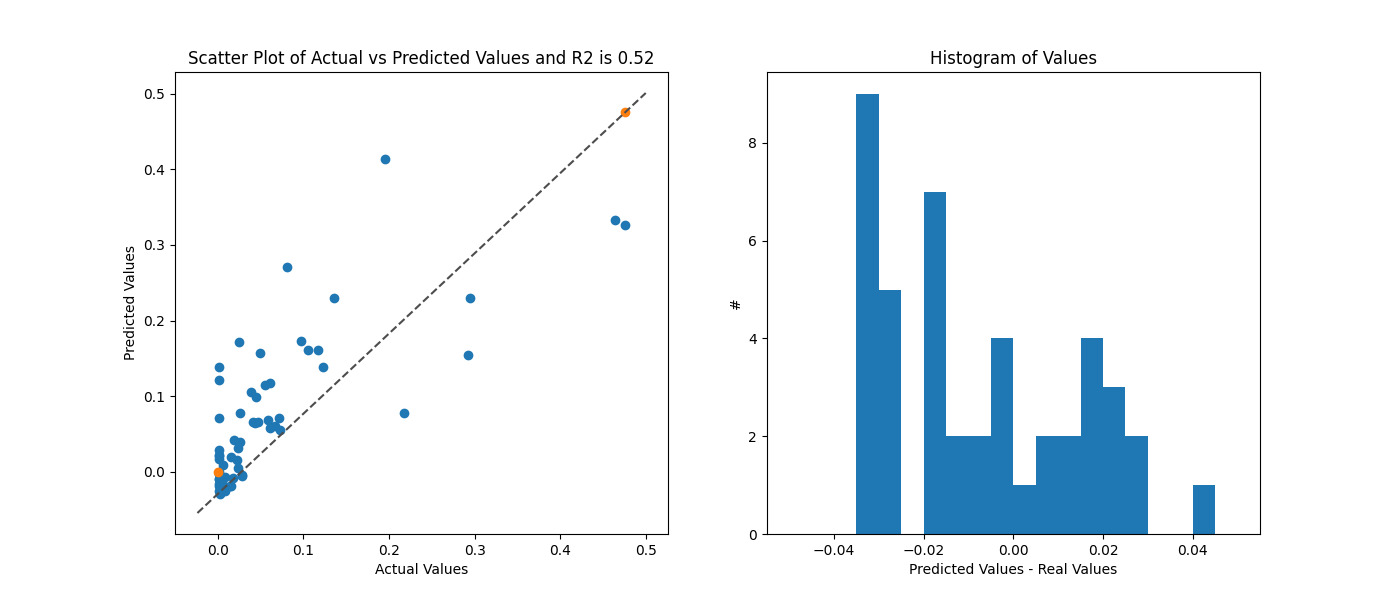 Scatter Plot of Actual vs Predicted Values and R2 is 0.52
0.5
0.4
0.3
0.2
0.1
0.0
Predicted Values
0.0 0.1 0.2 0.3 0.4 0.5
Actual Values
Histogram of Values
8
6
4
2
0
#
−0.04 −0.02 0.00 0.02 0.04
Predicted Values - Real Values